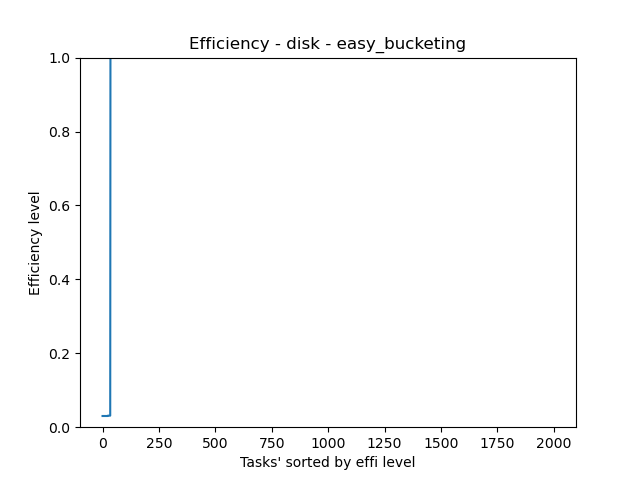 Efficiency - disk - easy_bucketing
1.0
0.8
0.6
0.4
0.2
0.0
Efficiency level
0 250 500 750 1000 1250 1500 1750 2000
Tasks' sorted by effi level